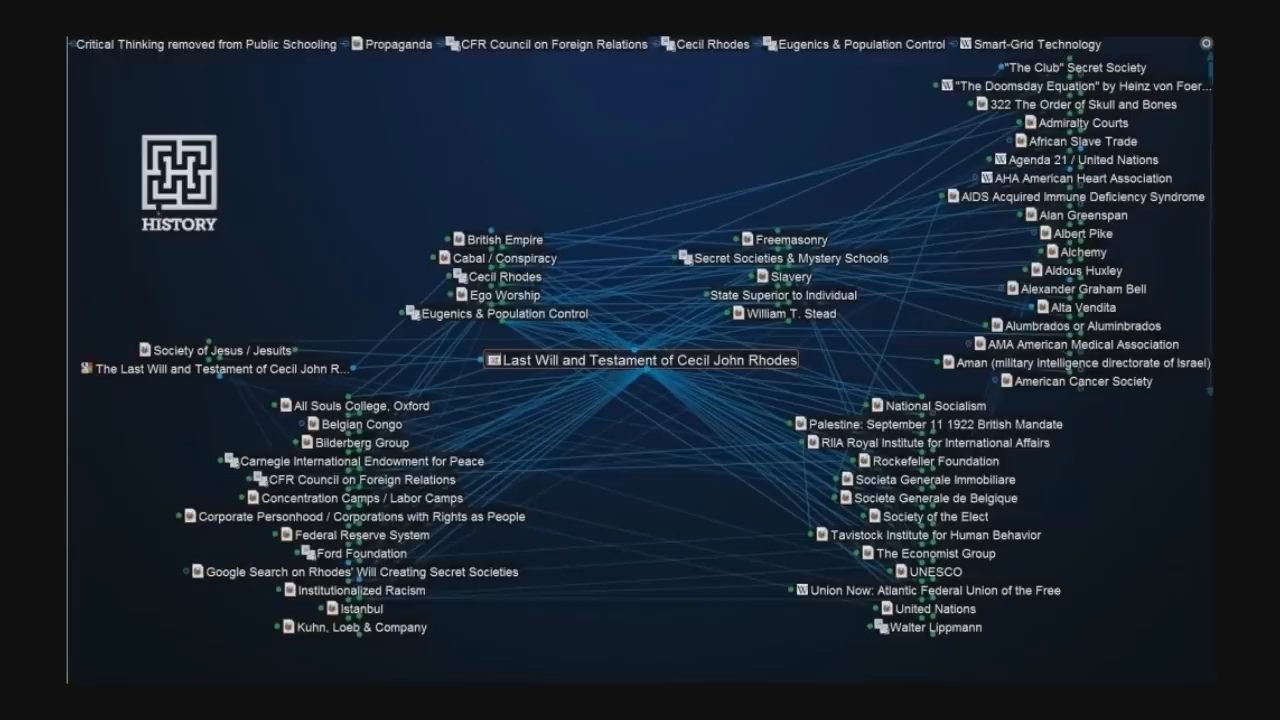 Critical Thinking removed from Public Schooling
Propaganda
CFR Council on Foreign Relations
Cecil Rhodes
Eugenics & Population Control
Smart-Grid Technology
HISTORY
"The Club" Secret Society
"The Doomsday Equation" by Heinz von Foer...
322 The Order of Skull and Bones
Admiralty Courts
African Slave Trade
Agenda 21 / United Nations
AHA American Heart Association
AIDS Acquired Immune Deficiency Syndrome
Alan Greenspan
Albert Pike
Alchemy
Aldous Huxley
Alexander Graham Bell
Alta Vendita
Alumbrados or Aluminbrados
AMA American Medical Association
Aman (military intelligence directorate of Israel)
American Cancer Society
British Empire
Cabal / Conspiracy
Cecil Rhodes
Ego Worship
Eugenics & Population Control
Freemasonry
Secret Societies & Mystery Schools
Slavery
State Superior to Individual
William T. Stead
Society of Jesus / Jesuits
The Last Will and Testament of Cecil John R...
Last Will and Testament of Cecil John Rhodes
All Souls College, Oxford
Belgian Congo
Bilderberg Group
Carnegie International Endowment for Peace
CFR Council on Foreign Relations
Concentration Camps / Labor Camps
Corporate Personhood / Corporations with Rights as People
Federal Reserve System
Ford Foundation
Google Search on Rhodes' Will Creating Secret Societies
Institutionalized Racism
Istanbul
Kuhn, Loeb & Company
National Socialism
Palestine: September 11 1922 British Mandate
RIIA Royal Institute for International Affairs
Rockefeller Foundation
Societa Generale Immobiliare
Societe Generale de Belgique
Society of the Elect
Tavistock Institute for Human Behavior
The Economist Group
UNESCO
Union Now: Atlantic Federal Union of the Free
United Nations
Walter Lippmann